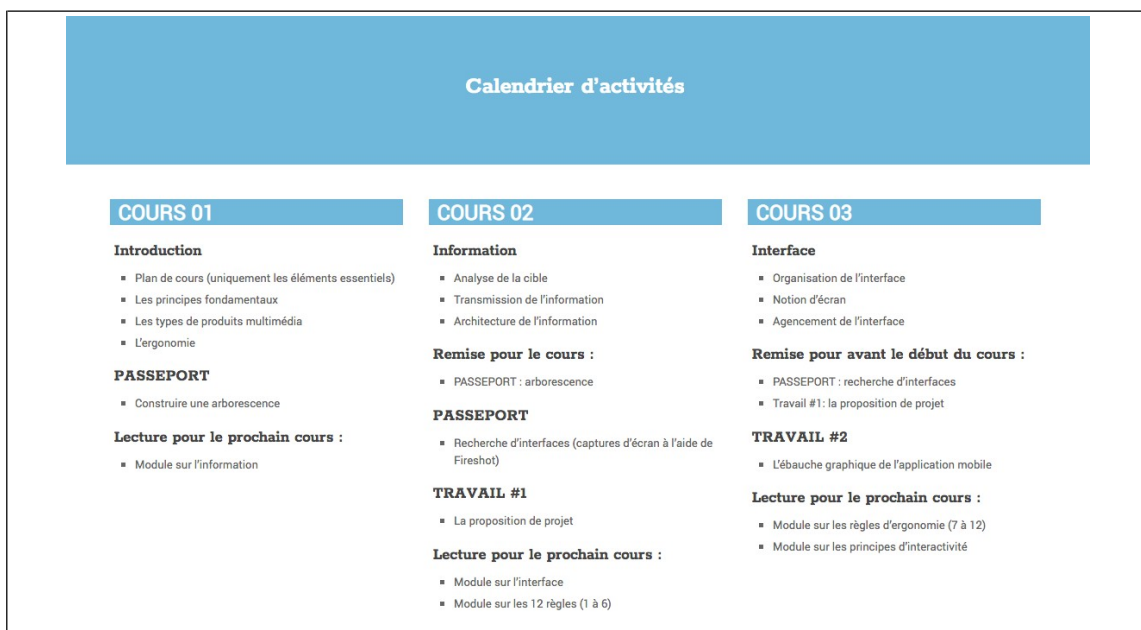 Calendrier d'activités
COURS 01
Introduction
Plan de cours (uniquement les éléments essentiels)
Les principes fondamentaux
Les types de produits multimédia
L'ergonomie
PASSEPORT
Construire une arborescence
Lecture pour le prochain cours :
Module sur l'information
COURS 02
Information
Analyse de la cible
Transmission de l'information
Architecture de l'information
Remise pour le cours :
PASSEPORT : arborescence
PASSEPORT
Recherche d'interfaces (captures d'écran à l'aide de
Fireshot)
TRAVAIL #1
La proposition de projet
Lecture pour le prochain cours :
Module sur l'interface
Module sur les 12 règles (1 à 6)
COURS 03
Interface
Organisation de l'interface
Notion d'écran
Agencement de l'interface
Remise pour avant le début du cours :
PASSEPORT : recherche d'interfaces
Travail #1: la proposition de projet
TRAVAIL #2
L'ébauche graphique de l'application mobile
Lecture pour le prochain cours :
Module sur les règles d'ergonomie (7 à 12)
Module sur les principes d'interactivité